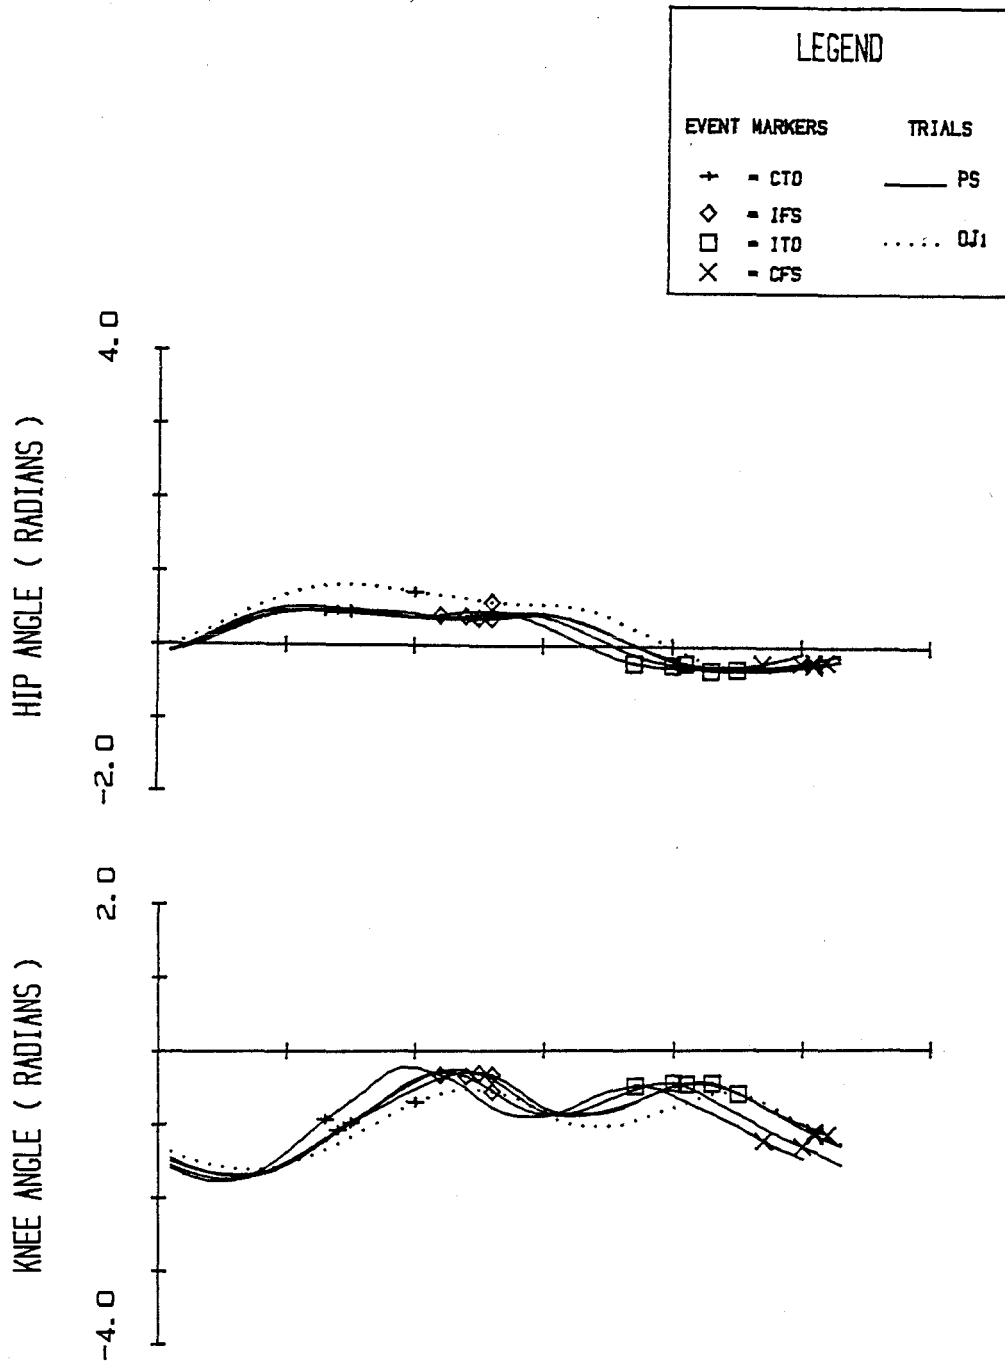 LEGEND
EVENT MARKERS TRIALS
+ = CTO —— PS
◇ = IFS
□ = ITO ..... OJ1
× = CFS
4.0
HIP ANGLE ( RADIANS )
-2.0
2.0
KNEE ANGLE ( RADIANS )
-4.0